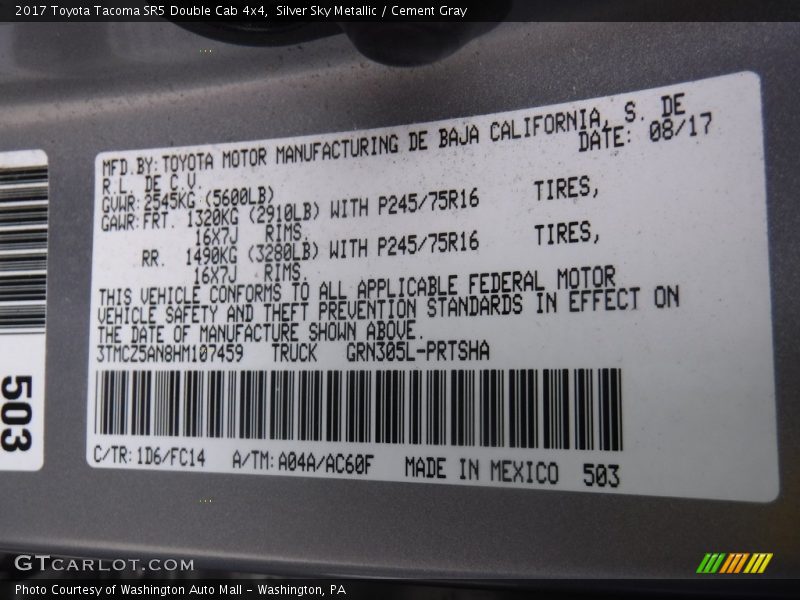 2017 Toyota Tacoma SR5 Double Cab 4x4,  Silver Sky Metallic / Cement Gray
MFD.BY: TOYOTA MOTOR MANUFACTURING DE BAJA CALIFORNIA, S. DE
R.L. DE C.V. DATE: 08/17
GVWR: 2545KG (5600LB)
GAWR: FRT. 1320KG (2910LB) WITH P245/75R16 TIRES,
16X7J RIMS.
RR. 1490KG (3280LB) WITH P245/75R16 TIRES,
16X7J RIMS.
THIS VEHICLE CONFORMS TO ALL APPLICABLE FEDERAL MOTOR
VEHICLE SAFETY AND THEFT PREVENTION STANDARDS IN EFFECT ON
THE DATE OF MANUFACTURE SHOWN ABOVE.
3TMCZ5AN8HM107459 TRUCK GRN305L-PRTSHA
C/TR: 1D6/FC14 A/TM: A04A/AC60F MADE IN MEXICO 503
503
GTCARLOT.COM
Photo Courtesy of Washington Auto Mall - Washington, PA